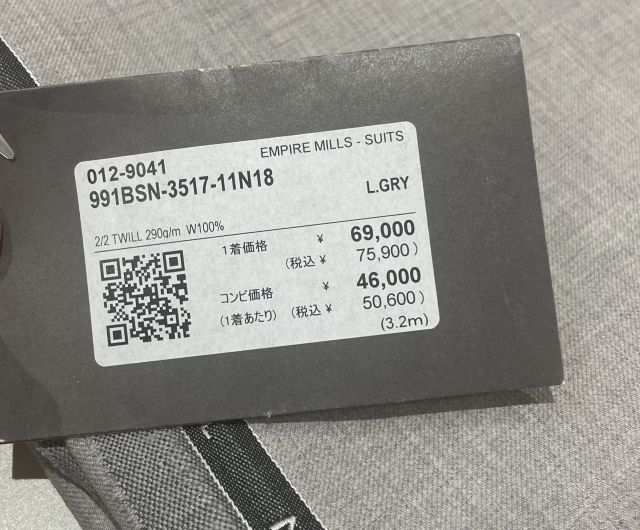 EMPIRE MILLS - SUITS
012-9041
991BSN-3517-11N18
L.GRY
2/2 TWILL 290g/m W100%
1着価格 ¥ 69,000
(税込 ¥ 75,900 )
コンビ価格 ¥ 46,000
(1着あたり) (税込 ¥ 50,600 )
(3.2m)